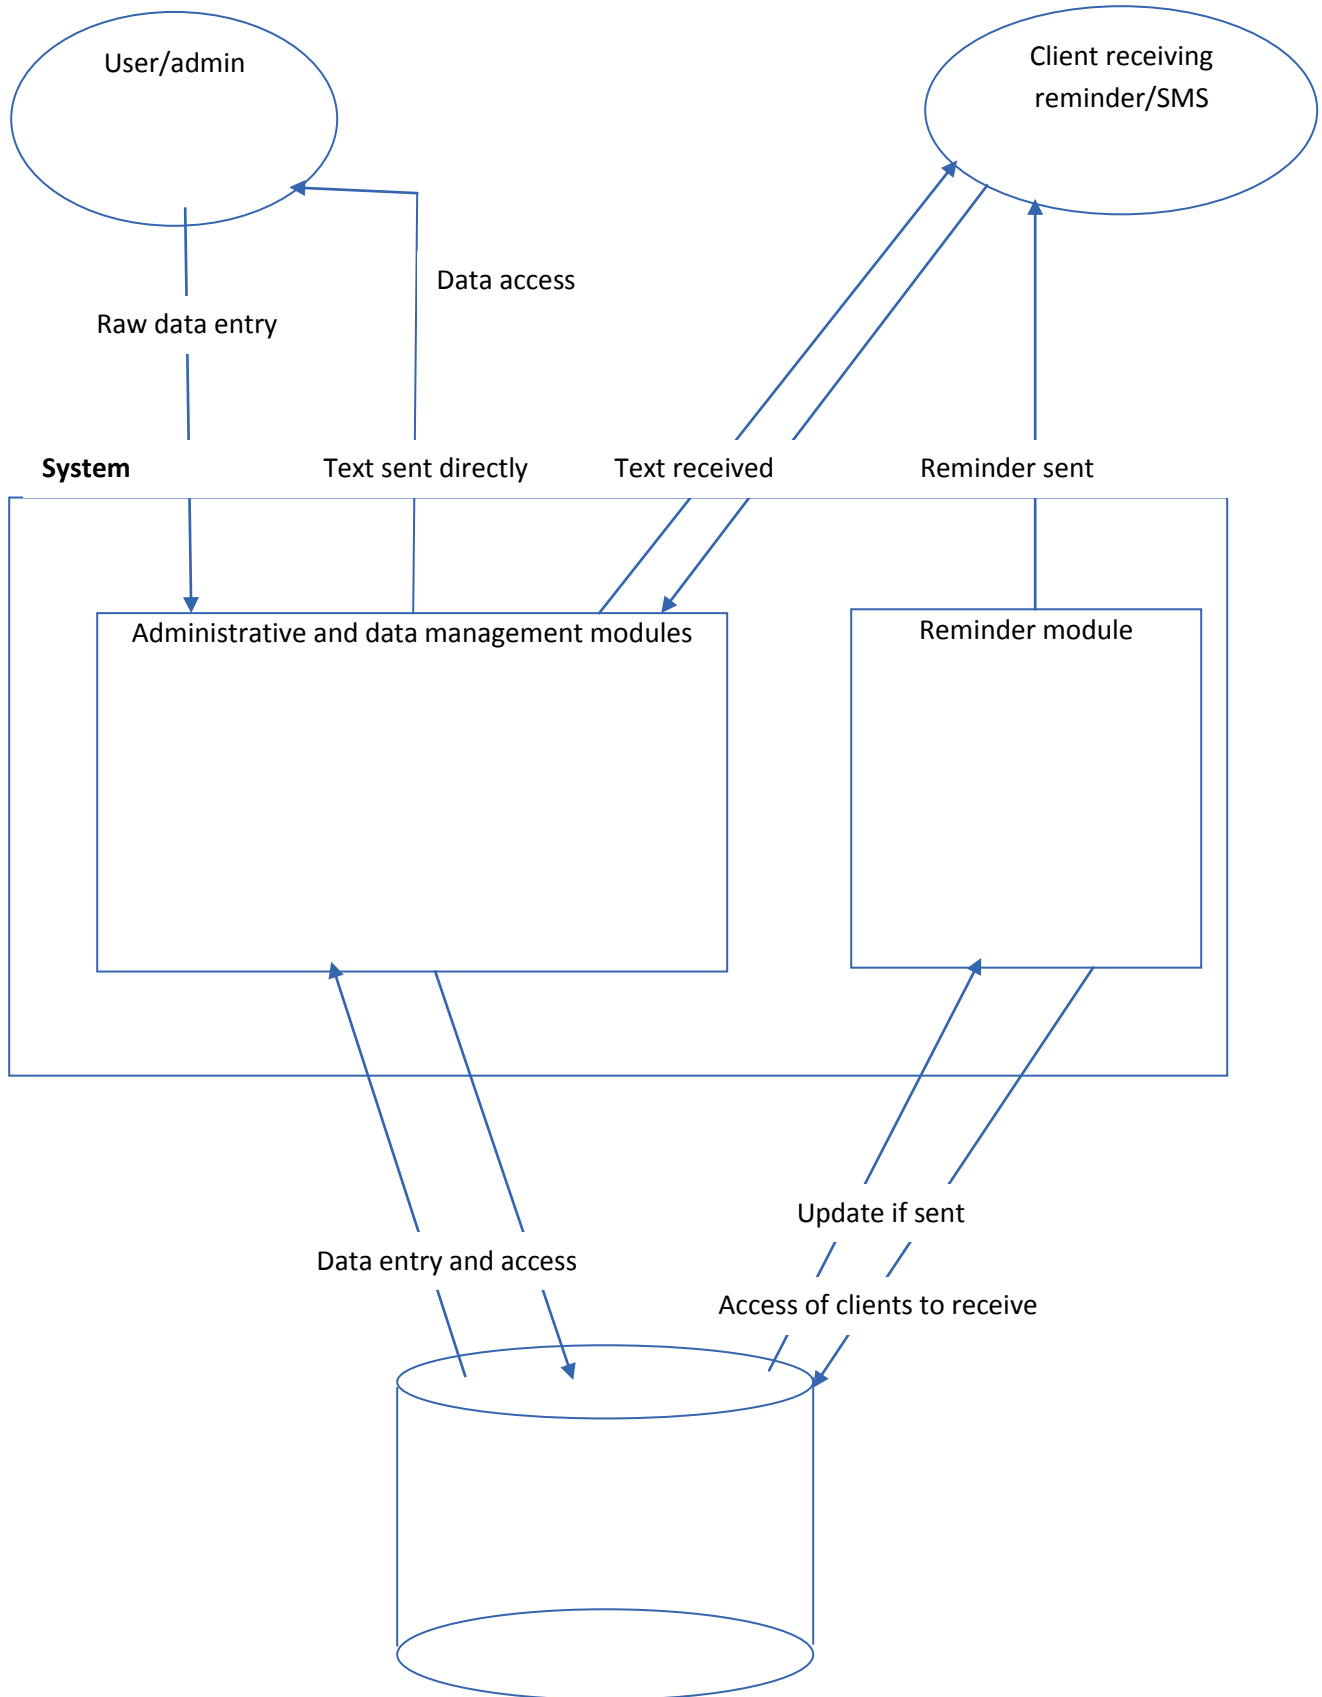 User/admin
Client receiving
reminder/SMS
Data access
Raw data entry
System
Text sent directly
Text received
Reminder sent
Administrative and data management modules
Reminder module
Update if sent
Data entry and access
Access of clients to receive